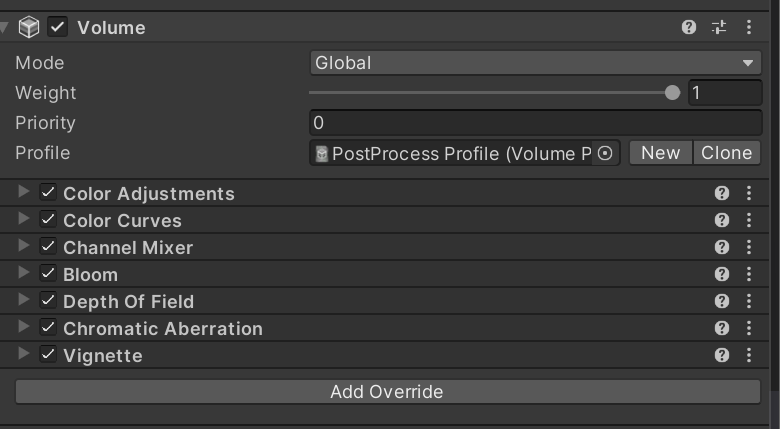 Volume
Mode Global
Weight 1
Priority 0
Profile PostProcess Profile (Volume P New Clone
Color Adjustments
Color Curves
Channel Mixer
Bloom
Depth Of Field
Chromatic Aberration
Vignette
Add Override